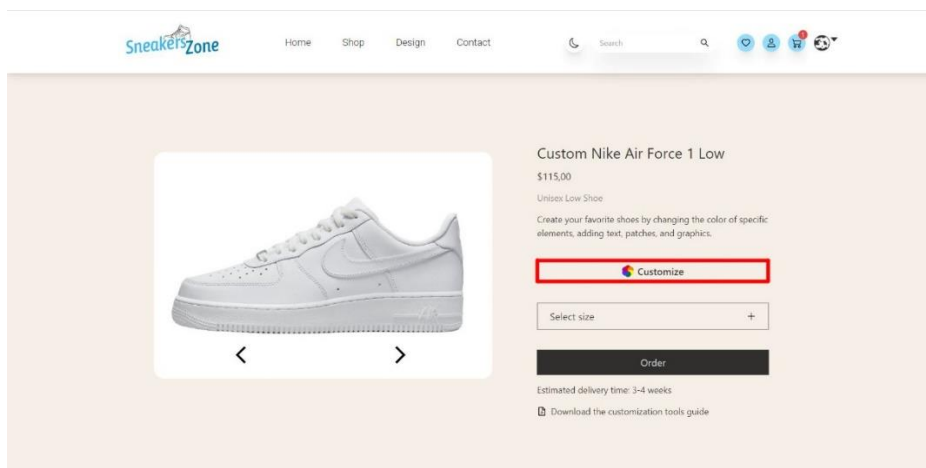 SneakersZone
Home Shop Design Contact
Search
Custom Nike Air Force 1 Low
$115,00
Unisex Low Shoe
Create your favorite shoes by changing the color of specific
elements, adding text, patches, and graphics.
Customize
Select size +
Order
Estimated delivery time: 3-4 weeks
Download the customization tools guide